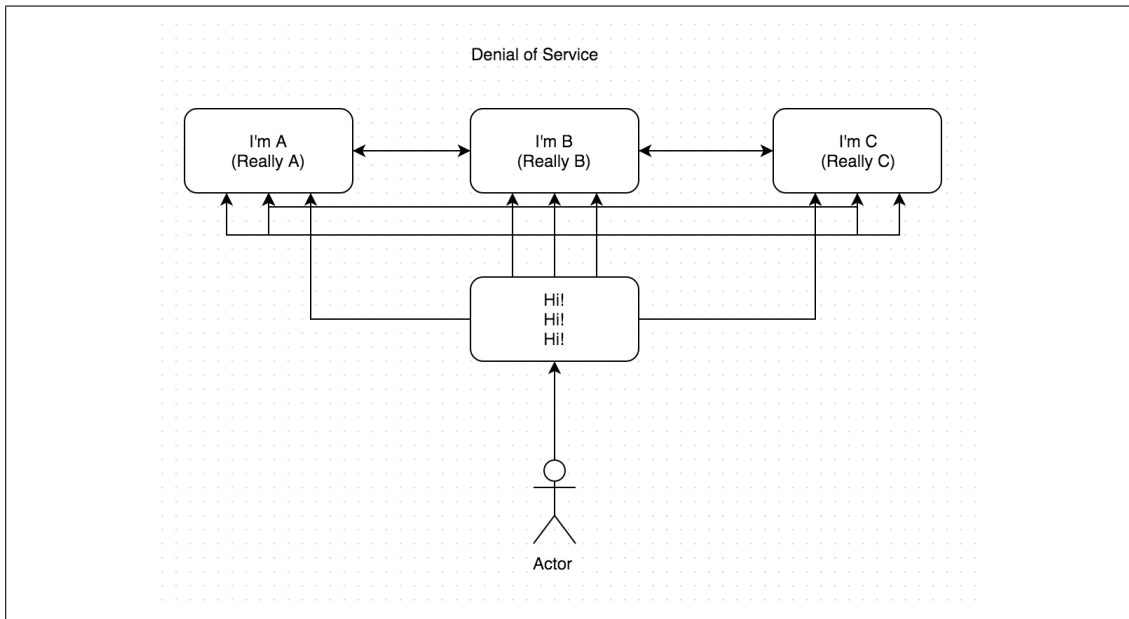 Denial of Service
I'm A
(Really A)
I'm B
(Really B)
I'm C
(Really C)
Hi!
Hi!
Hi!
Actor